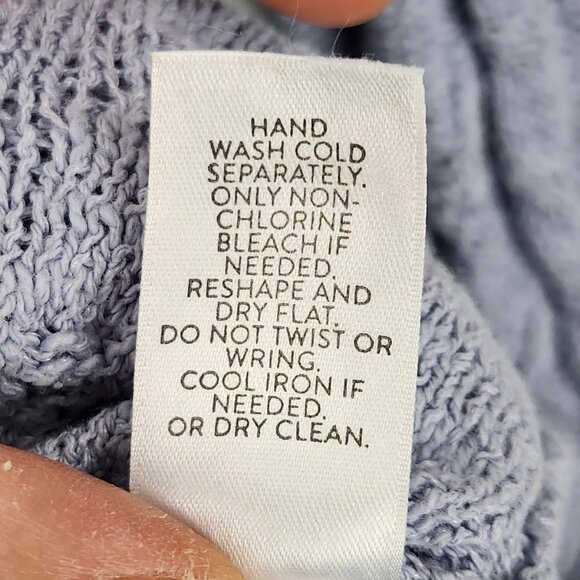 HAND
WASH COLD
SEPARATELY.
ONLY NON-
CHLORINE
BLEACH IF
NEEDED.
RESHAPE AND
DRY FLAT.
DO NOT TWIST OR
WRING.
COOL IRON IF
NEEDED.
OR DRY CLEAN.